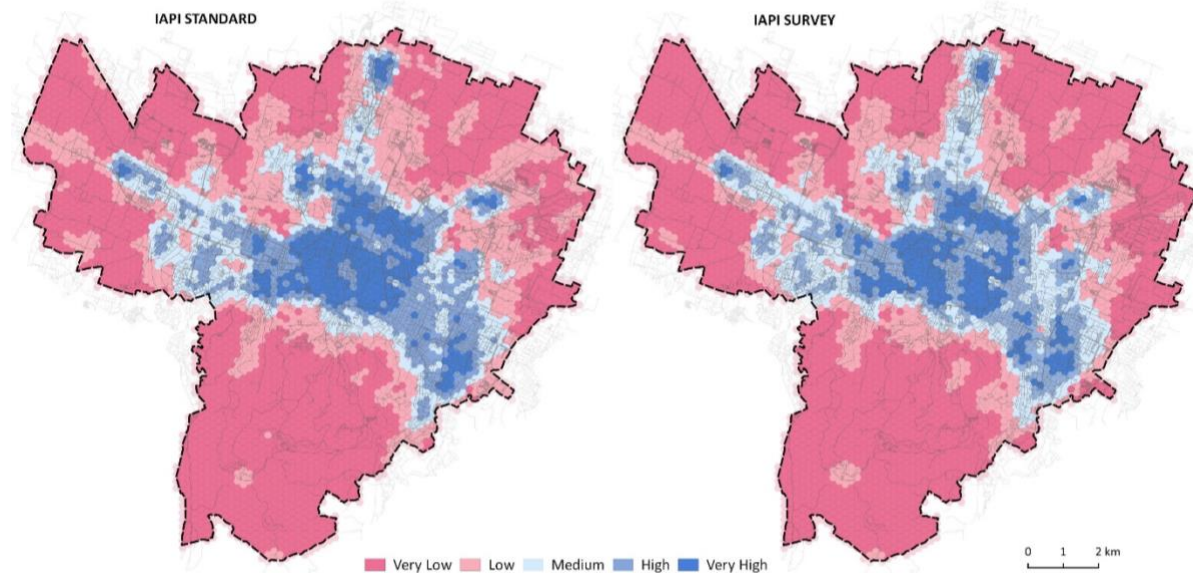 IAPI STANDARD
IAPI SURVEY
Very Low Low Medium High Very High
0 1 2 km